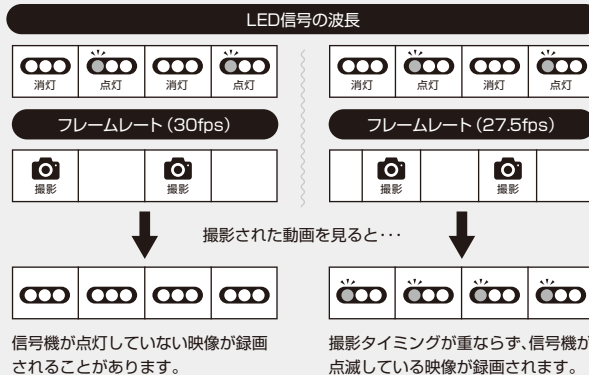 LED信号の波長
消灯 点灯 消灯 点灯
消灯 点灯 消灯 点灯
フレームレート（30fps）
フレームレート（27.5fps）
撮影 撮影
撮影 撮影
撮影された動画を見ると･･･
信号機が点灯していない映像が録画
されることがあります。
撮影タイミングが重ならず、信号機が
点滅している映像が録画されます。